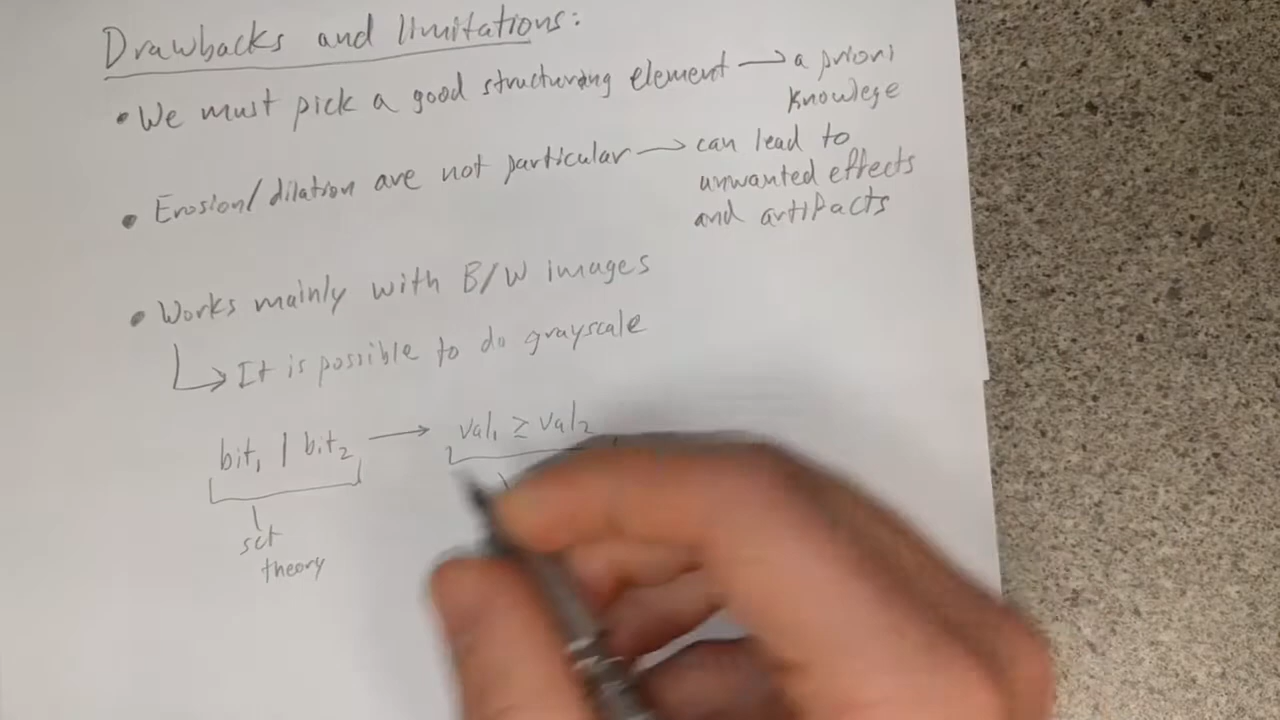 Drawbacks and limitations:
• We must pick a good structuring element → a priori
knowlege
• Erosion/dilation are not particular → can lead to
unwanted effects
and artifacts
• Works mainly with B/W images
↳ It is possible to do grayscale
bit₁ | bit₂ → val₁ ≥ val₂
set
theory